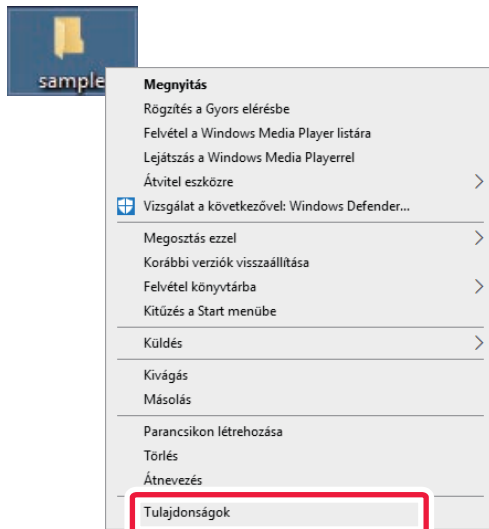 sample
Megnyitás
Rögzítés a Gyors elérésbe
Felvétel a Windows Media Player listára
Lejátszás a Windows Media Playerrel
Átvitel eszközre
Vizsgálat a következővel: Windows Defender...
Megosztás ezzel
Korábbi verziók visszaállítása
Felvétel könyvtárba
Kitűzés a Start menübe
Küldés
Kivágás
Másolás
Parancsikon létrehozása
Törlés
Átnevezés
Tulajdonságok